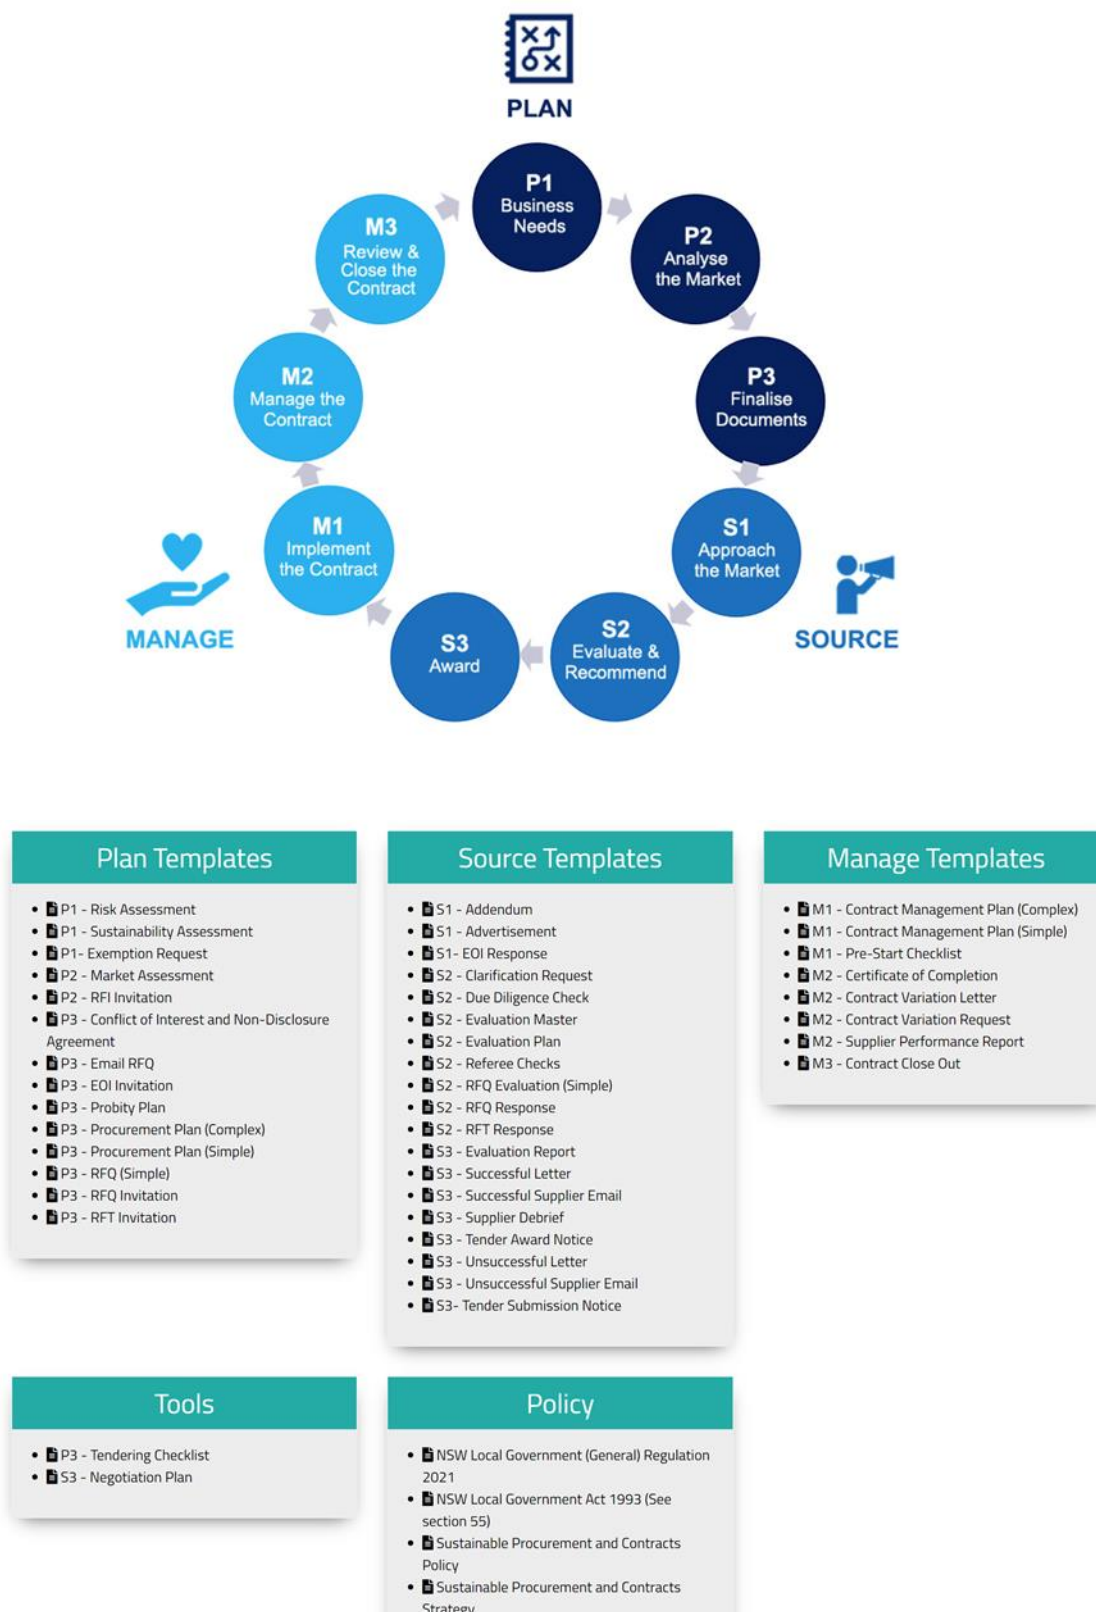 PLAN
P1
Business
Needs
P2
Analyse
the Market
P3
Finalise
Documents
S1
Approach
the Market
SOURCE
S2
Evaluate &
Recommend
S3
Award
M1
Implement
the Contract
MANAGE
M2
Manage the
Contract
M3
Review &
Close the
Contract
Plan Templates
P1 - Risk Assessment
P1 - Sustainability Assessment
P1- Exemption Request
P2 - Market Assessment
P2 - RFI Invitation
P3 - Conflict of Interest and Non-Disclosure
Agreement
P3 - Email RFQ
P3 - EOI Invitation
P3 - Probity Plan
P3 - Procurement Plan (Complex)
P3 - Procurement Plan (Simple)
P3 - RFQ (Simple)
P3 - RFQ Invitation
P3 - RFT Invitation
Source Templates
S1 - Addendum
S1 - Advertisement
S1- EOI Response
S2 - Clarification Request
S2 - Due Diligence Check
S2 - Evaluation Master
S2 - Evaluation Plan
S2 - Referee Checks
S2 - RFQ Evaluation (Simple)
S2 - RFQ Response
S2 - RFT Response
S3 - Evaluation Report
S3 - Successful Letter
S3 - Successful Supplier Email
S3 - Supplier Debrief
S3 - Tender Award Notice
S3 - Unsuccessful Letter
S3 - Unsuccessful Supplier Email
S3- Tender Submission Notice
Manage Templates
M1 - Contract Management Plan (Complex)
M1 - Contract Management Plan (Simple)
M1 - Pre-Start Checklist
M2 - Certificate of Completion
M2 - Contract Variation Letter
M2 - Contract Variation Request
M2 - Supplier Performance Report
M3 - Contract Close Out
Tools
P3 - Tendering Checklist
S3 - Negotiation Plan
Policy
NSW Local Government (General) Regulation
2021
NSW Local Government Act 1993 (See
section 55)
Sustainable Procurement and Contracts
Policy
Sustainable Procurement and Contracts
Strategy